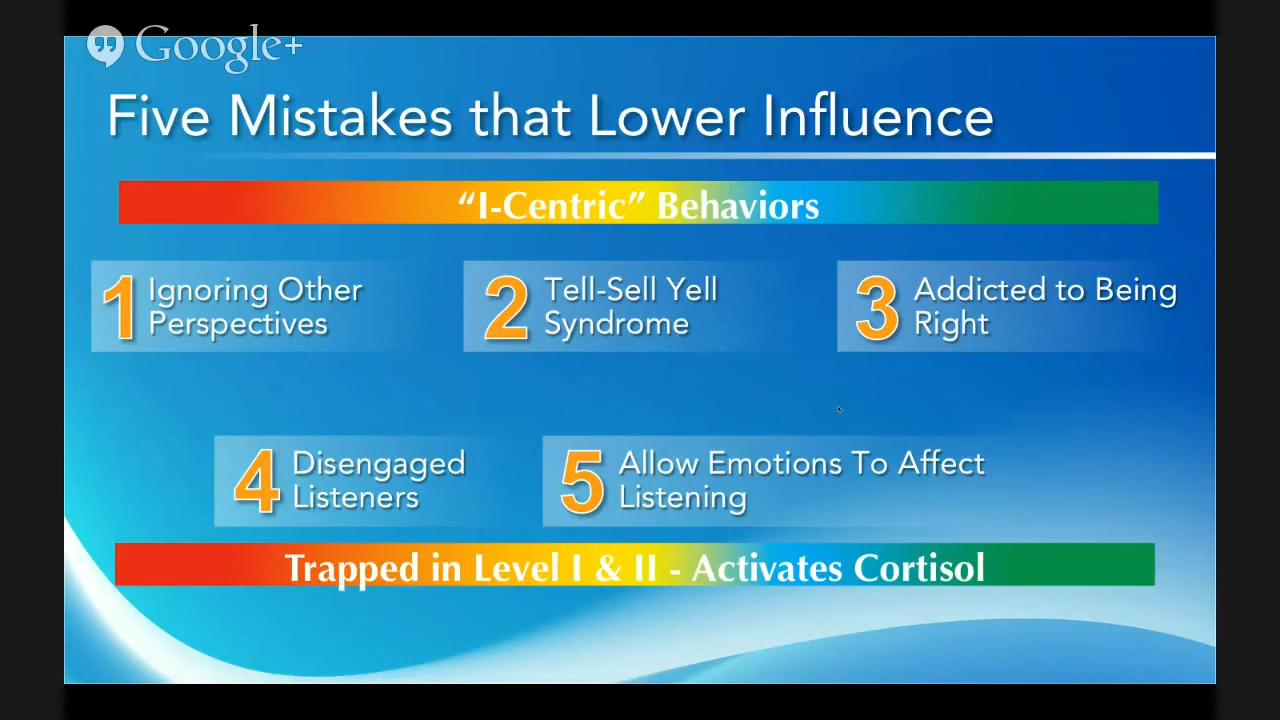 Google+
Five Mistakes that Lower Influence
“I-Centric” Behaviors
1 Ignoring Other
Perspectives
2 Tell-Sell Yell
Syndrome
3 Addicted to Being
Right
4 Disengaged
Listeners
5 Allow Emotions To Affect
Listening
Trapped in Level I & II - Activates Cortisol